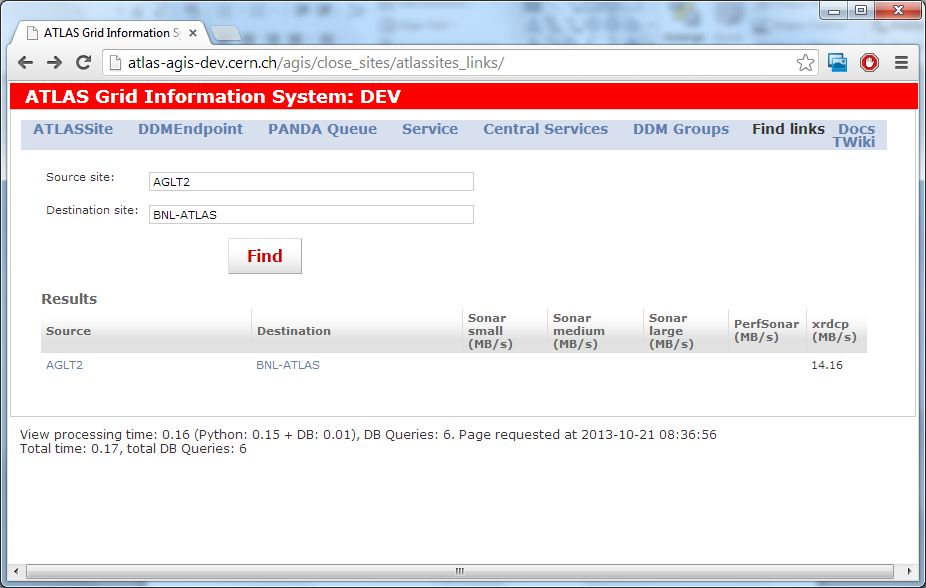 ATLAS Grid Information S
atlas-agis-dev.cern.ch/agis/close_sites/atlassites_links/
ATLAS Grid Information System: DEV
ATLASSite DDMEndpoint PANDA Queue Service Central Services DDM Groups Find links Docs
TWiki
Source site: AGLT2
Destination site: BNL-ATLAS
Find
Results
Source Destination Sonar small (MB/s) Sonar medium (MB/s) Sonar large (MB/s) PerfSonar (MB/s) xrdcp (MB/s)
AGLT2 BNL-ATLAS 14.16
View processing time: 0.16 (Python: 0.15 + DB: 0.01), DB Queries: 6. Page requested at 2013-10-21 08:36:56
Total time: 0.17, total DB Queries: 6